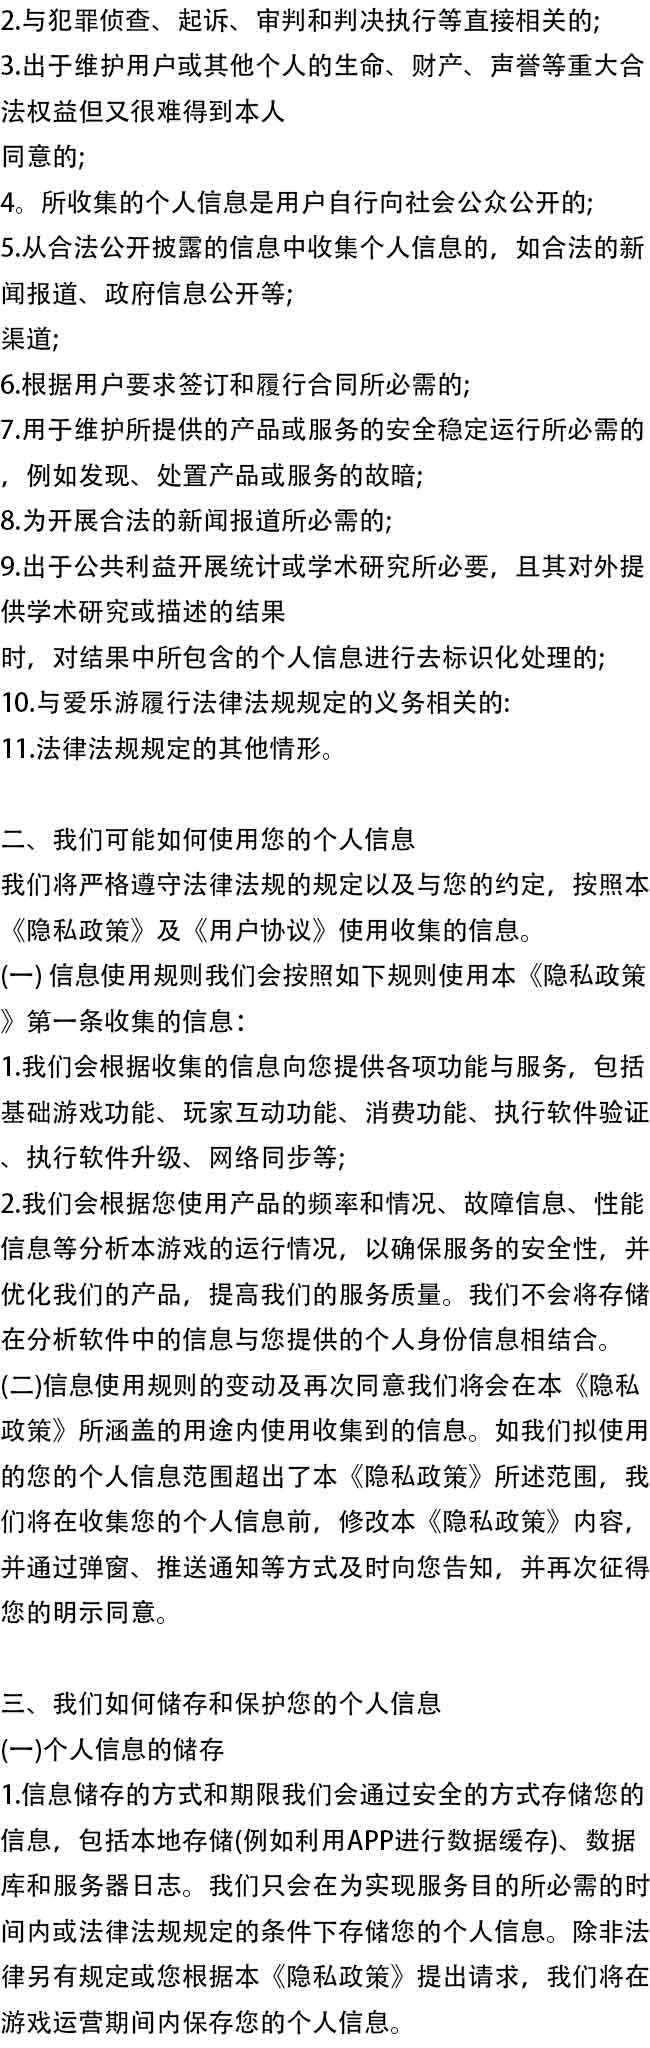 2.与犯罪侦查、起诉、审判和判决执行等直接相关的;
3.出于维护用户或其他个人的生命、财产、声誉等重大合
法权益但又很难得到本人
同意的;
4。所收集的个人信息是用户自行向社会公众公开的;
5.从合法公开披露的信息中收集个人信息的，如合法的新
闻报道、政府信息公开等;
渠道;
6.根据用户要求签订和履行合同所必需的;
7.用于维护所提供的产品或服务的安全稳定运行所必需的
，例如发现、处置产品或服务的故暗;
8.为开展合法的新闻报道所必需的;
9.出于公共利益开展统计或学术研究所必要，且其对外提
供学术研究或描述的结果
时，对结果中所包含的个人信息进行去标识化处理的;
10.与爱乐游履行法律法规规定的义务相关的:
11.法律法规规定的其他情形。
二、我们可能如何使用您的个人信息
我们将严格遵守法律法规的规定以及与您的约定，按照本
《隐私政策》及《用户协议》使用收集的信息。
(一) 信息使用规则我们会按照如下规则使用本《隐私政策
》第一条收集的信息：
1.我们会根据收集的信息向您提供各项功能与服务，包括
基础游戏功能、玩家互动功能、消费功能、执行软件验证
、执行软件升级、网络同步等;
2.我们会根据您使用产品的频率和情况、故障信息、性能
信息等分析本游戏的运行情况，以确保服务的安全性，并
优化我们的产品，提高我们的服务质量。我们不会将存储
在分析软件中的信息与您提供的个人身份信息相结合。
(二)信息使用规则的变动及再次同意我们将会在本《隐私
政策》所涵盖的用途内使用收集到的信息。如我们拟使用
的您的个人信息范围超出了本《隐私政策》所述范围，我
们将在收集您的个人信息前，修改本《隐私政策》内容，
并通过弹窗、推送通知等方式及时向您告知，并再次征得
您的明示同意。
三、我们如何储存和保护您的个人信息
(一)个人信息的储存
1.信息储存的方式和期限我们会通过安全的方式存储您的
信息，包括本地存储(例如利用APP进行数据缓存)、数据
库和服务器日志。我们只会在为实现服务目的所必需的时
间内或法律法规规定的条件下存储您的个人信息。除非法
律另有规定或您根据本《隐私政策》提出请求，我们将在
游戏运营期间内保存您的个人信息。